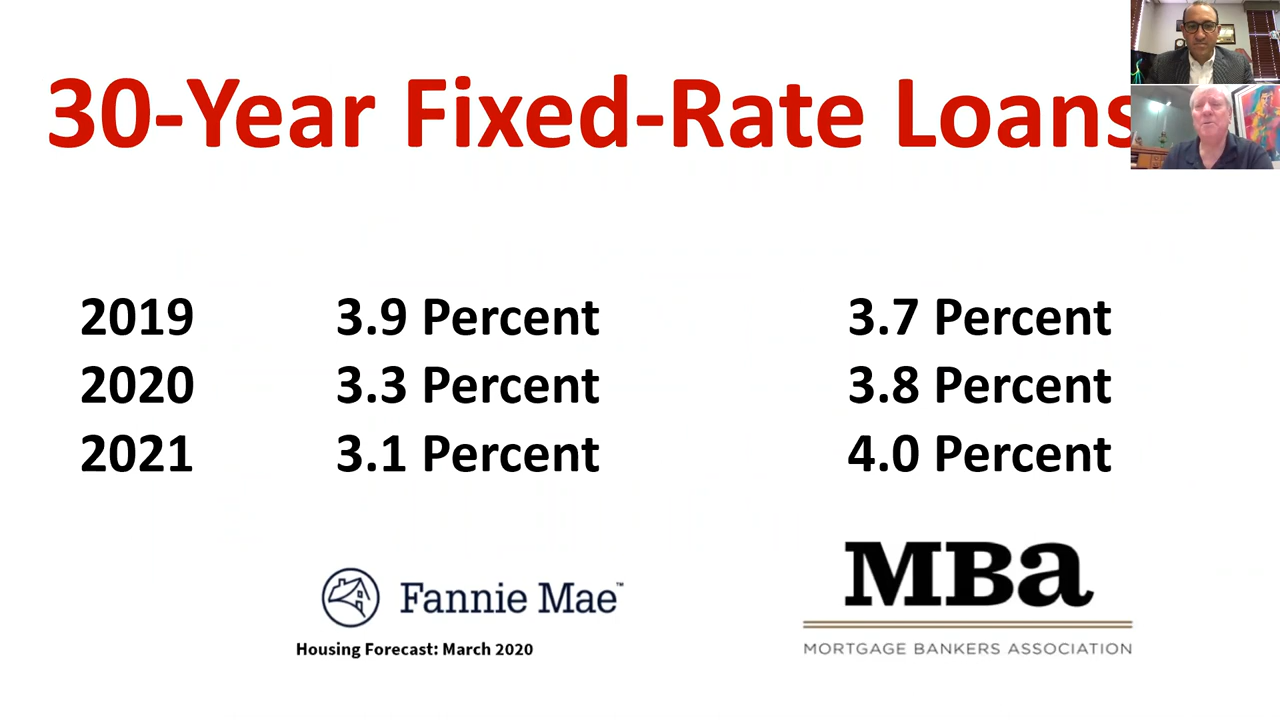 30-Year Fixed-Rate Loans
2019 3.9 Percent 3.7 Percent
2020 3.3 Percent 3.8 Percent
2021 3.1 Percent 4.0 Percent
Fannie Mae™
Housing Forecast: March 2020
MBa
MORTGAGE BANKERS ASSOCIATION